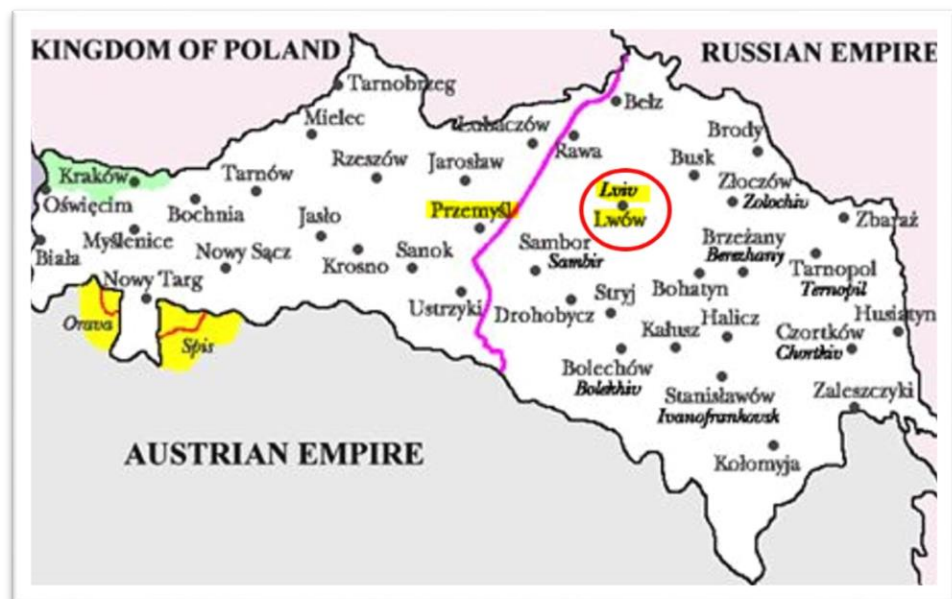 KINGDOM OF POLAND
RUSSIAN EMPIRE
Tarnobrzeg
Mielec
Bełz
Lubaczów
Rawa
Brody
Busk
Kraków
Tarnów
Rzeszów
Jarosław
Złoczów
Zolochiv
Lviv
Lwów
Oświęcim
Bochnia
Przemyśl
Zbaraż
Myślenice
Jasło
Biała
Nowy Sącz
Krosno
Sanok
Sambor
Sambir
Brzeżany
Berezhany
Tarnopol
Ternopil
Nowy Targ
Ustrzyki
Drohobycz
Stryj
Bohatyn
Orava
Spis
Kałusz
Halicz
Czortków
Chortkiv
Husiatyn
Bolechów
Bolekhiv
Stanisławów
Ivanofrankovsk
Zaleszczyki
AUSTRIAN EMPIRE
Kołomyja